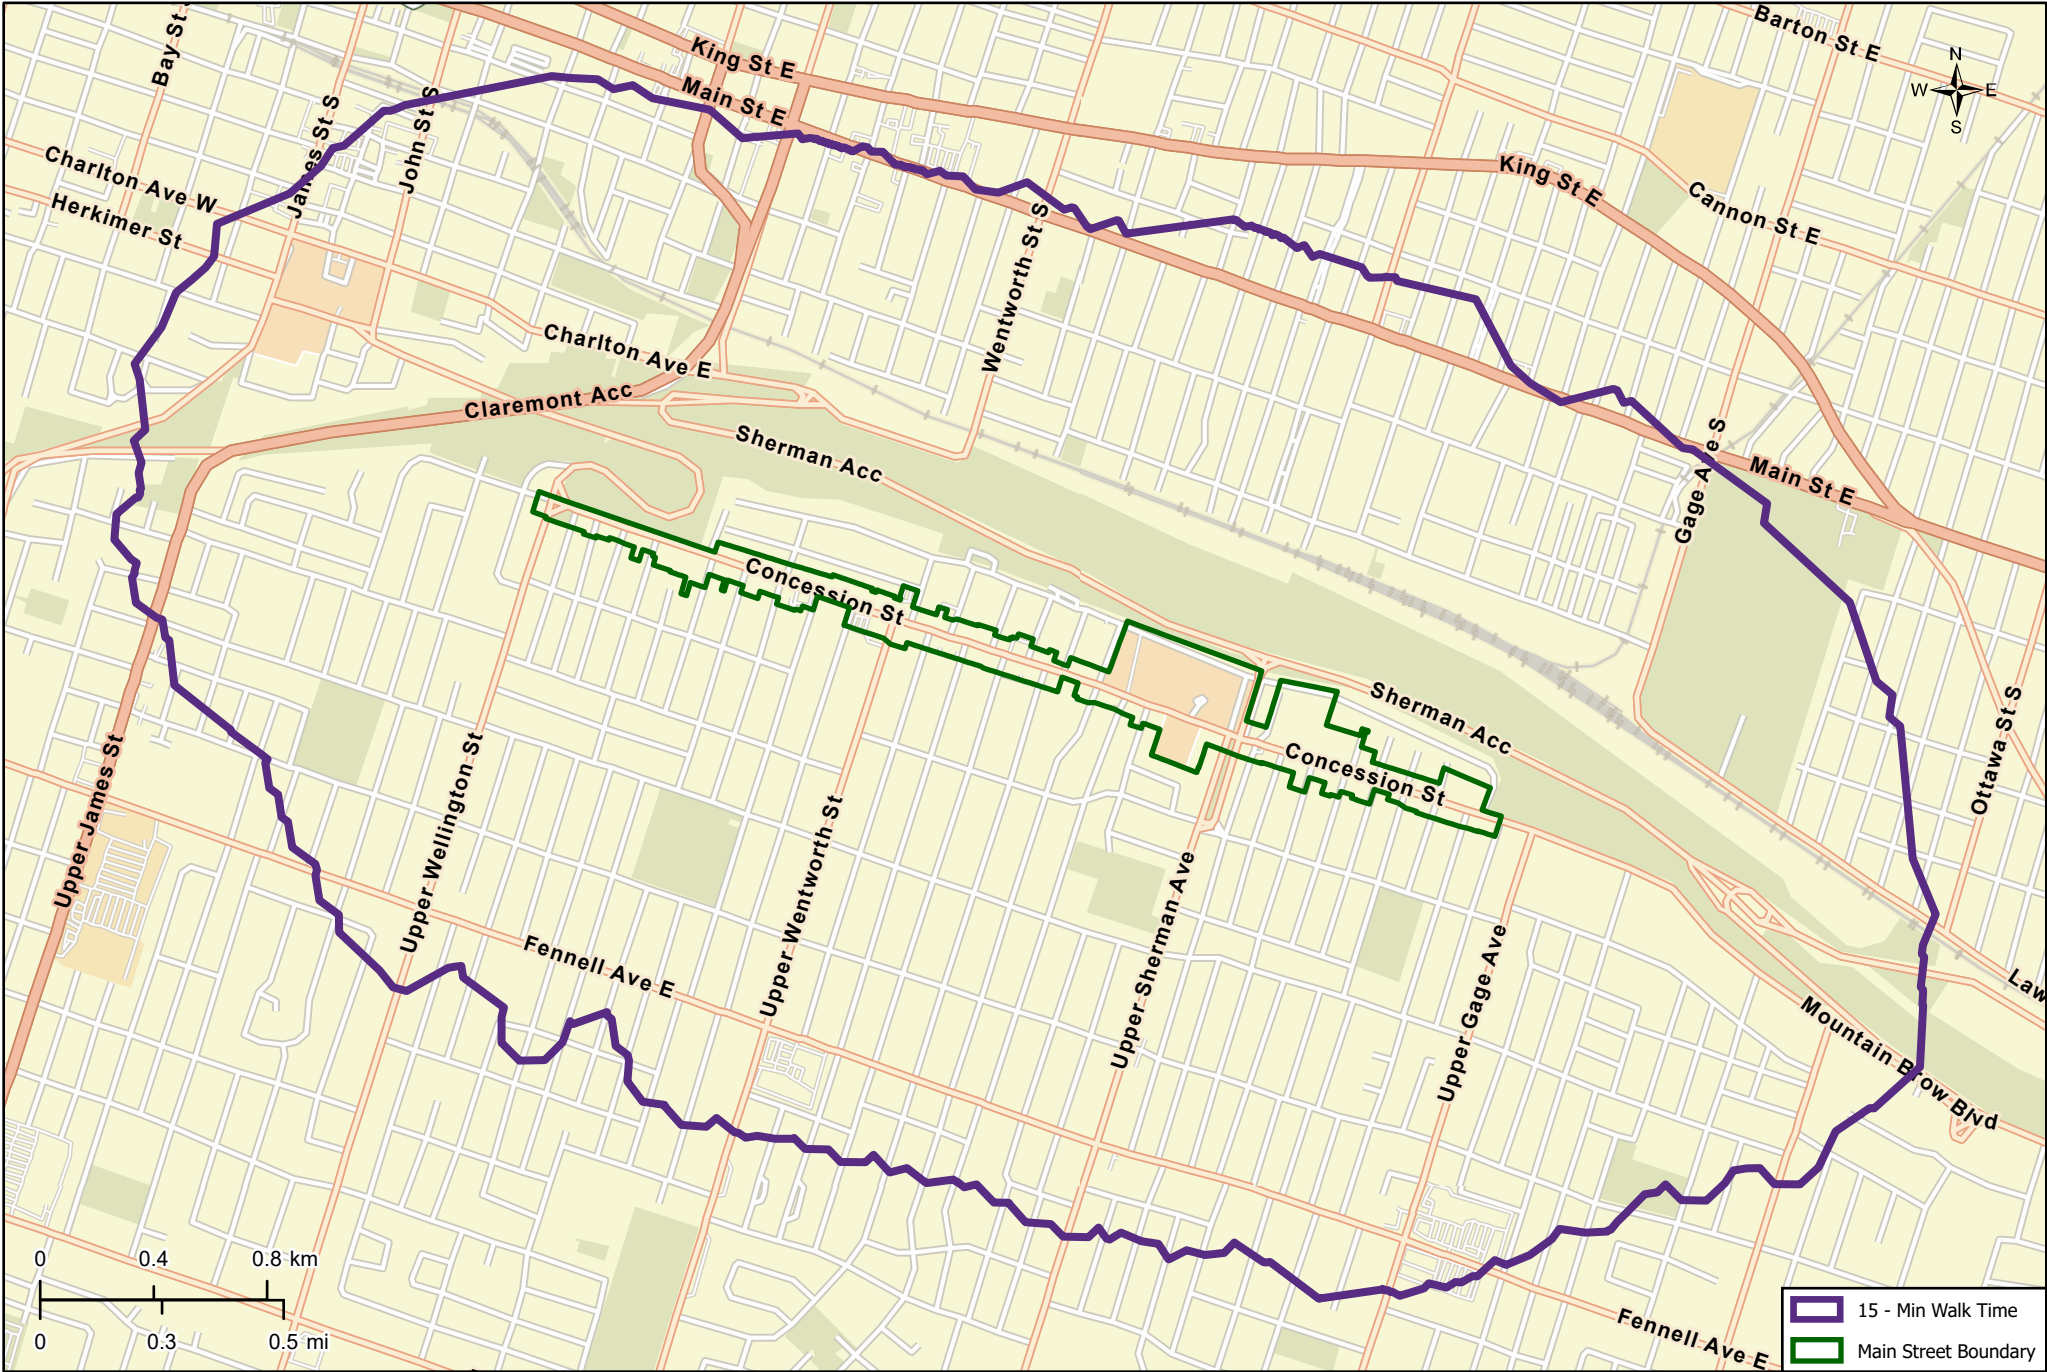 Barton St E
Bay St
King St E
Main St E
N
W E
S
James St S
John St S
Charlton Ave W
Herkimer St
King St E
Cannon St E
Wentworth St S
Charlton Ave E
Claremont Acc
Sherman Acc
Gage Ave S
Main St E
Concession St
Sherman Acc
Concession St
Ottawa St S
Upper James St
Upper Wellington St
Upper Wentworth St
Upper Sherman Ave
Upper Gage Ave
Fennell Ave E
Law
Mountain Brow Blvd
0 0.4 0.8 km
0 0.3 0.5 mi
Fennell Ave E
15 - Min Walk Time
Main Street Boundary